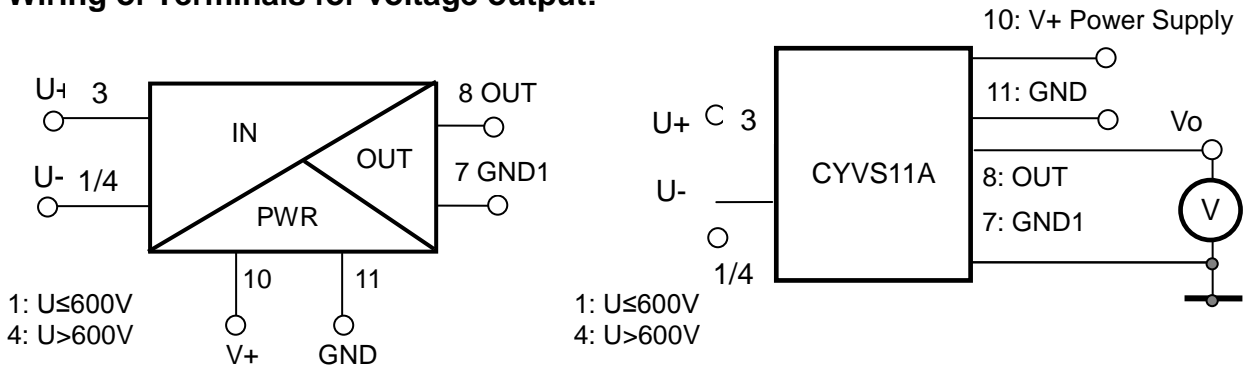 Wiring of Terminals for voltage output:
U+ 3
IN
8 OUT
OUT
U- 1/4
7 GND1
PWR
10
11
1: U≤600V
4: U>600V
V+
GND
10: V+ Power Supply
11: GND
U+ 3
Vo
CYVS11A
8: OUT
U-
V
7: GND1
1/4
1: U≤600V
4: U>600V